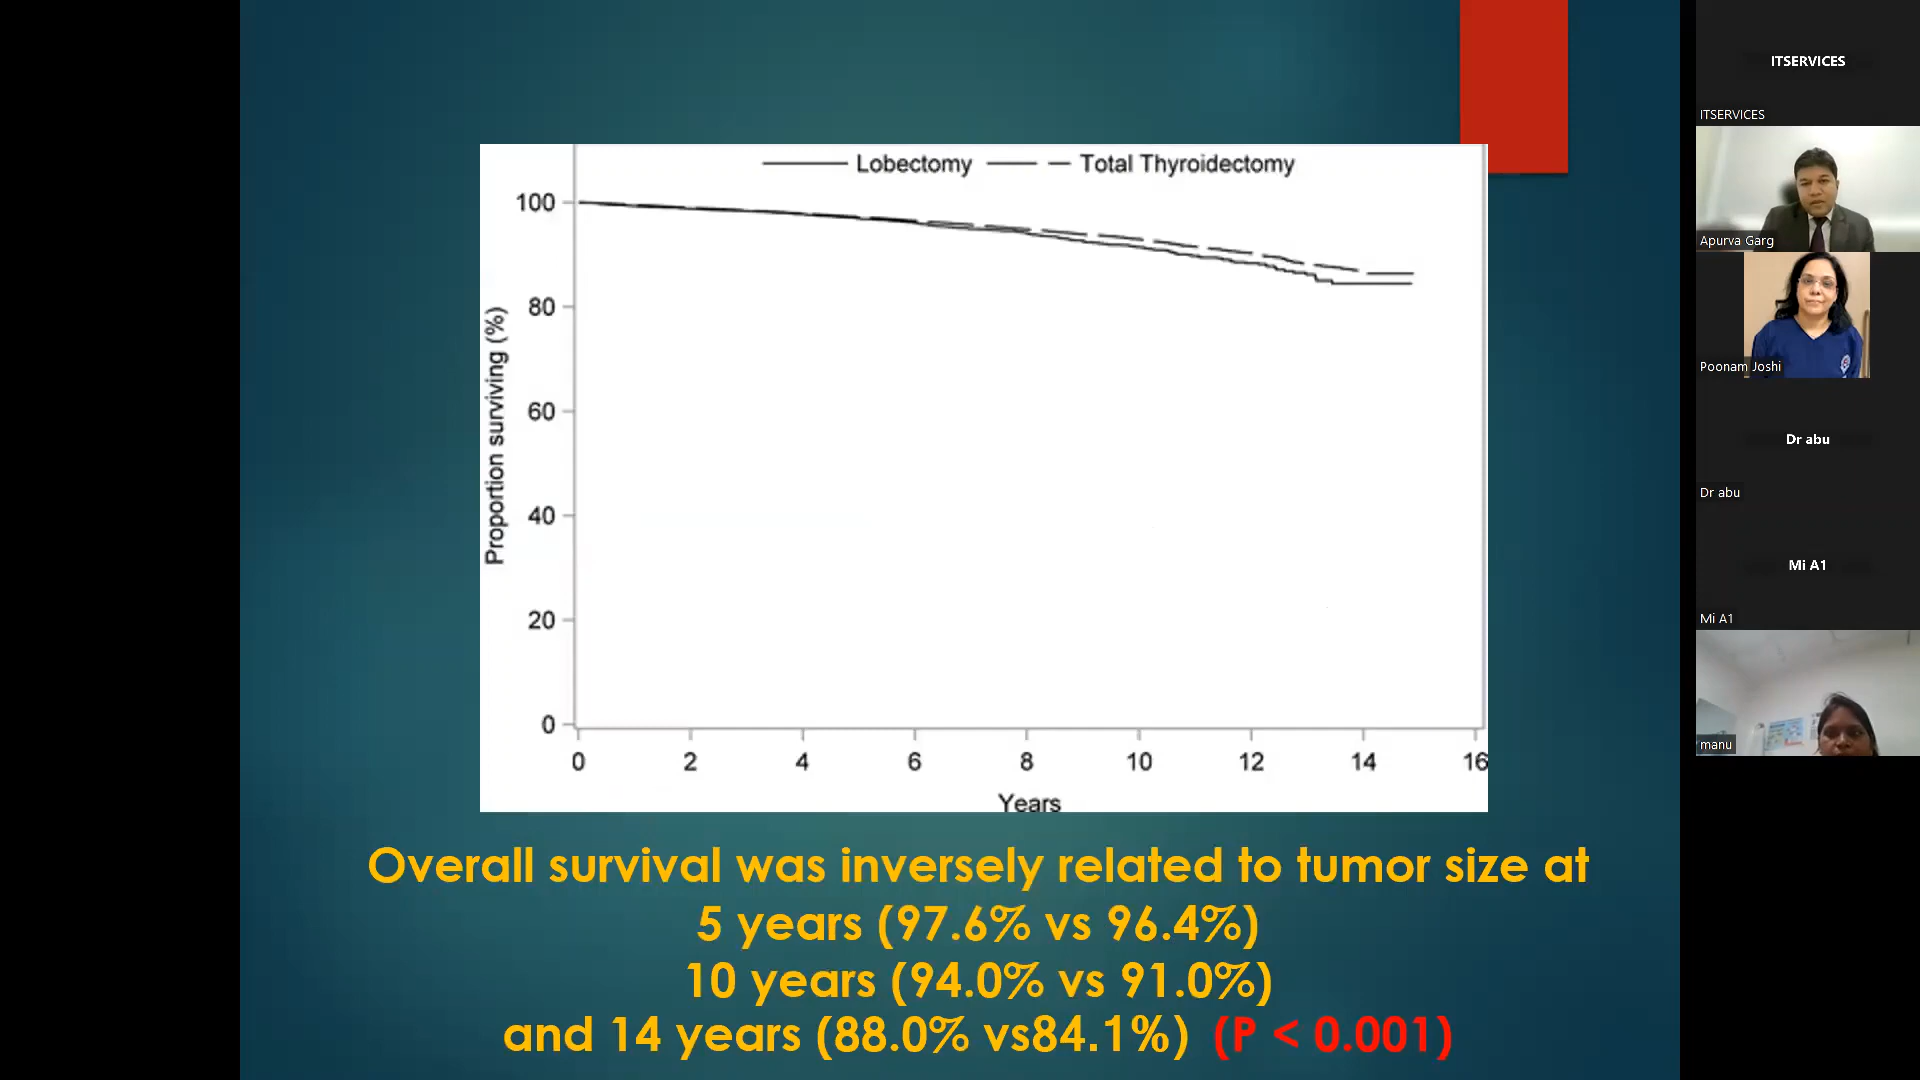 Lobectomy Total Thyroidectomy
100
80
60
40
20
0
Proportion surviving (%)
0 2 4 6 8 10 12 14 16
Years
Overall survival was inversely related to tumor size at
5 years (97.6% vs 96.4%)
10 years (94.0% vs 91.0%)
and 14 years (88.0% vs84.1%) (P < 0.001)
ITSERVICES
ITSERVICES
Apurva Garg
Poonam Joshi
Dr abu
Dr abu
Mi A1
Mi A1
manu